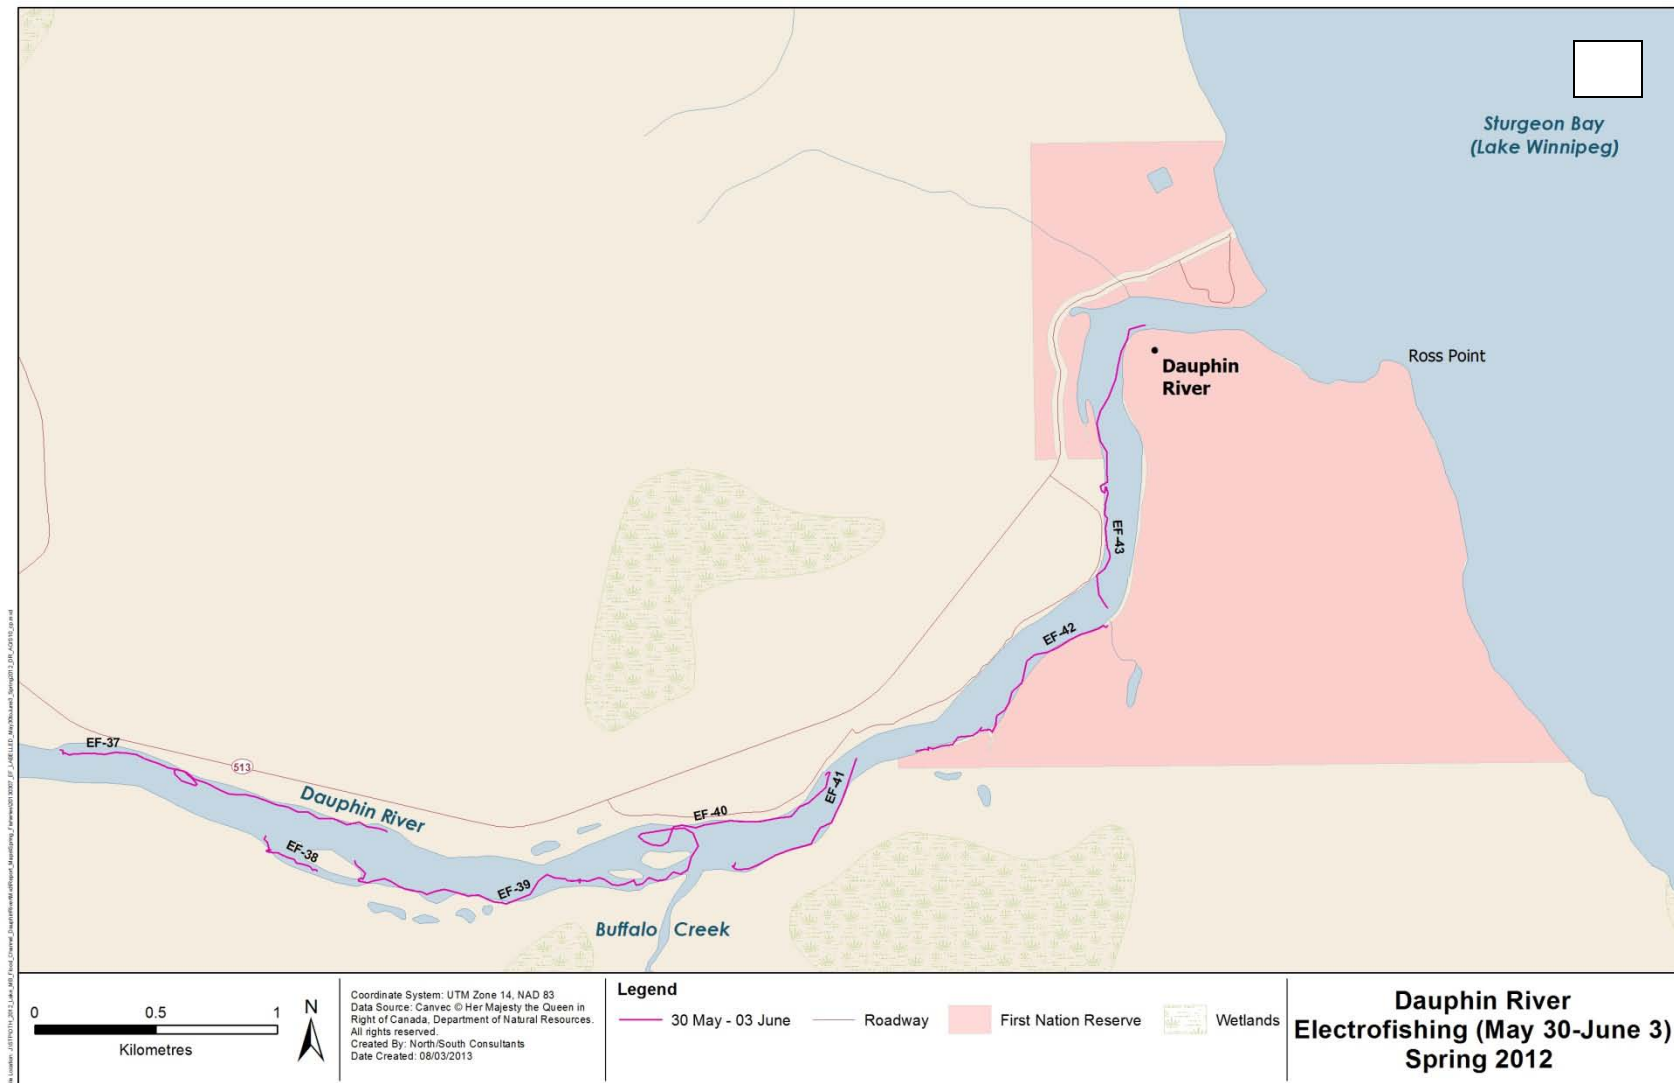 Sturgeon Bay
(Lake Winnipeg)
Ross Point
Dauphin
River
EF-43
EF-42
EF-37
513
Dauphin River
EF-41
EF-40
EF-38
EF-39
Buffalo Creek
0 0.5 1
Kilometres
N
Coordinate System: UTM Zone 14, NAD 83
Data Source: Canvec © Her Majesty the Queen in
Right of Canada, Department of Natural Resources.
All rights reserved.
Created By: North/South Consultants
Date Created: 08/03/2013
Legend
30 May - 03 June
Roadway
First Nation Reserve
Wetlands
Dauphin River
Electrofishing (May 30-June 3)
Spring 2012